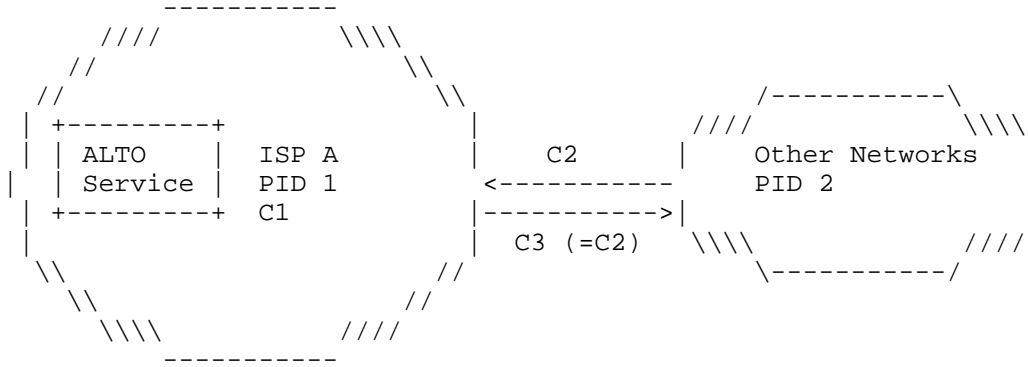 ALTO ISP A C2 Other Networks
Service PID 1 PID 2
C1
C3 (=C2)